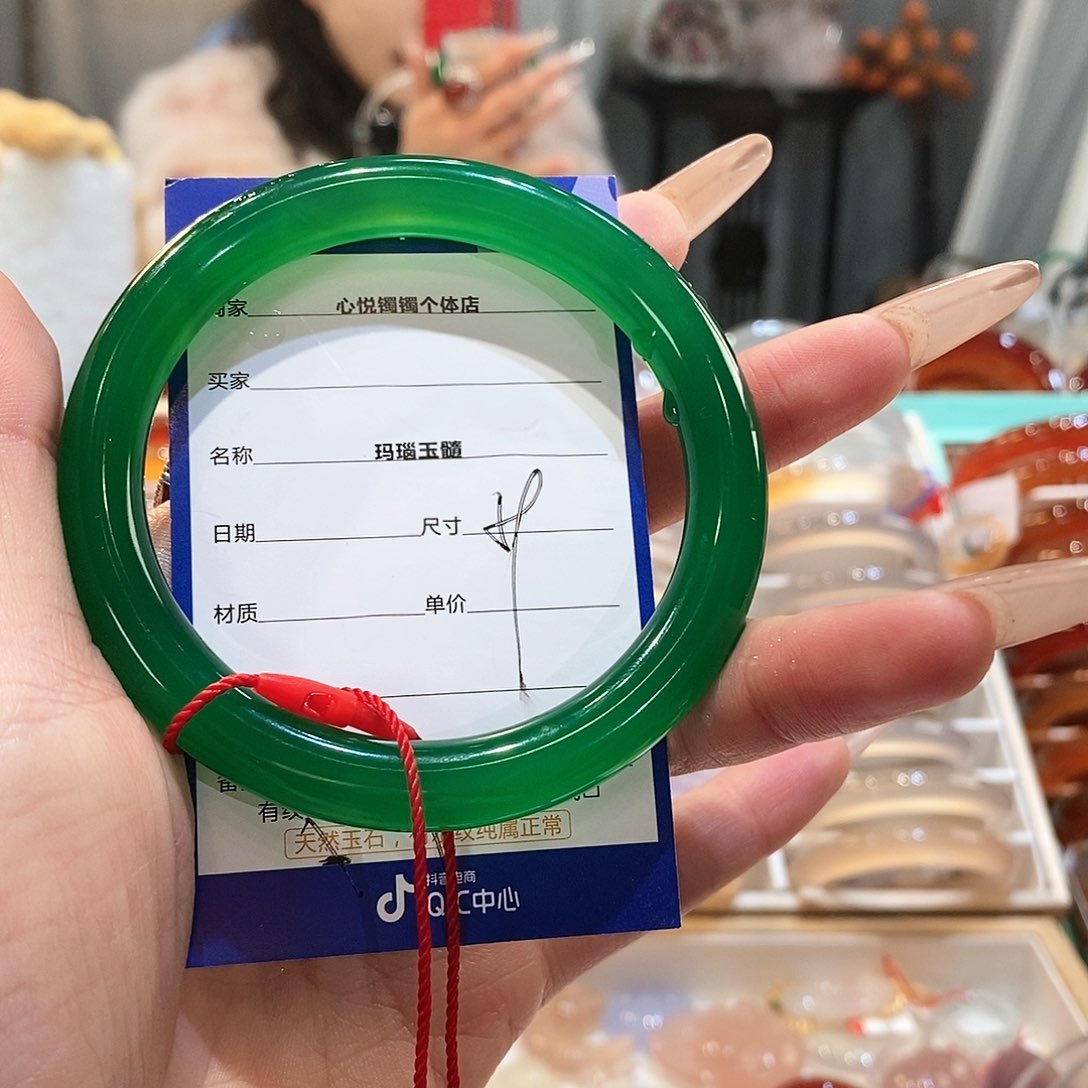 家 心悦镯镯个体店
买家
名称 玛瑙玉髓
日期 尺寸
材质 单价
有纹
天然玉石，纹纯属正常
抖音电商
QIC中心